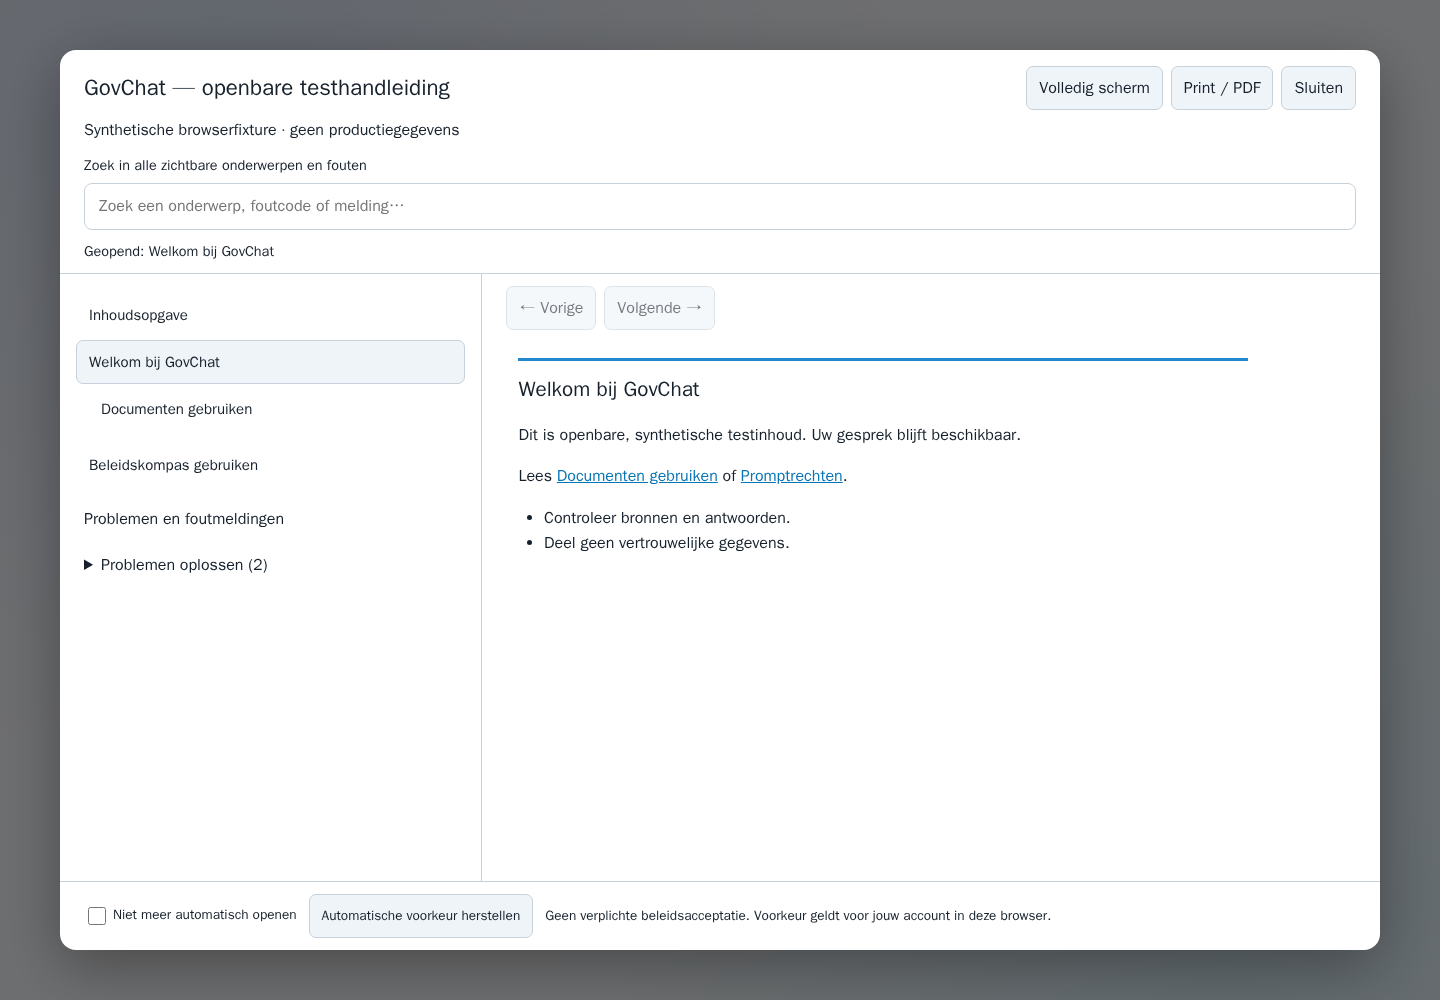 GovChat — openbare testhandleiding
Volledig scherm
Print / PDF
Sluiten
Synthetische browserfixture · geen productiegegevens
Zoek in alle zichtbare onderwerpen en fouten
Zoek een onderwerp, foutcode of melding…
Geopend: Welkom bij GovChat
Inhoudsopgave
Welkom bij GovChat
Documenten gebruiken
Beleidskompas gebruiken
Problemen en foutmeldingen
▶ Problemen oplossen (2)
← Vorige
Volgende →
Welkom bij GovChat
Dit is openbare, synthetische testinhoud. Uw gesprek blijft beschikbaar.
Lees Documenten gebruiken of Promptrechten.
• Controleer bronnen en antwoorden.
• Deel geen vertrouwelijke gegevens.
Niet meer automatisch openen
Automatische voorkeur herstellen
Geen verplichte beleidsacceptatie. Voorkeur geldt voor jouw account in deze browser.